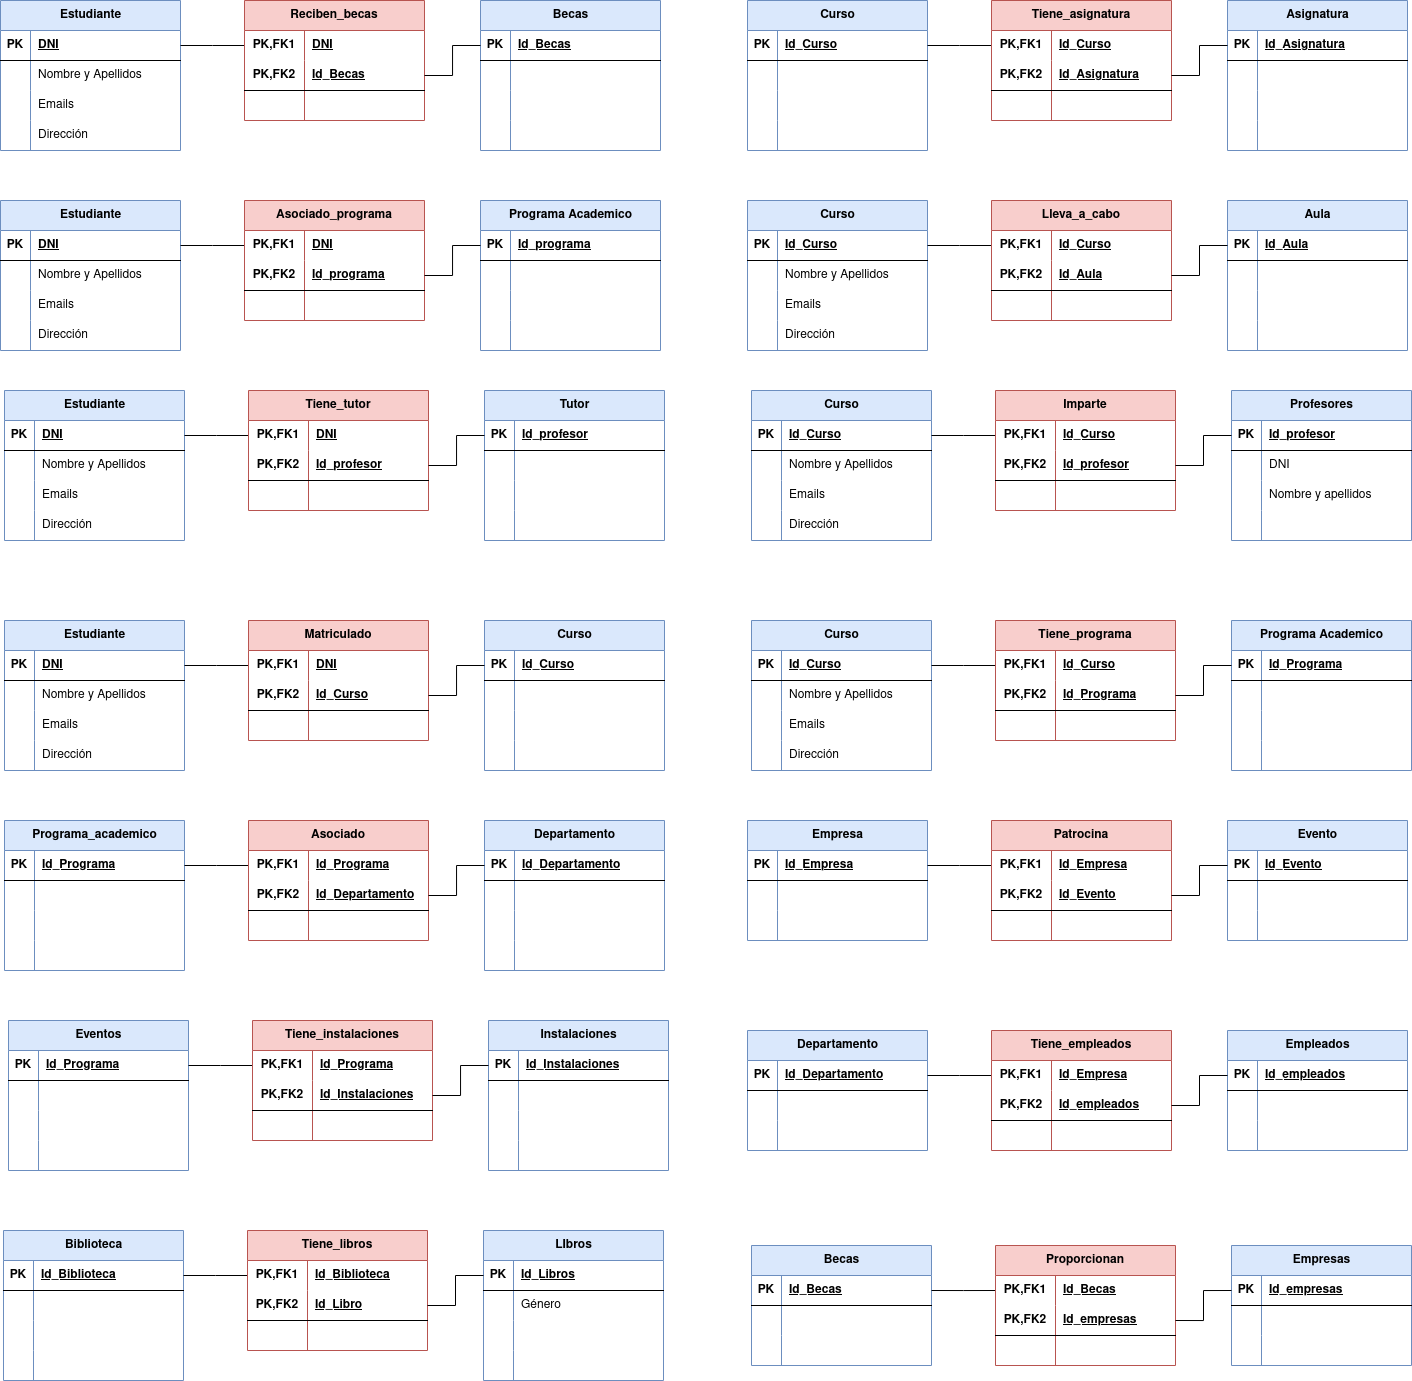 Estudiante
PK DNI
Nombre y Apellidos
Emails
Dirección
Reciben_becas
PK,FK1 DNI
PK,FK2 Id_Becas
Becas
PK Id_Becas
Curso
PK Id_Curso
Tiene_asignatura
PK,FK1 Id_Curso
PK,FK2 Id_Asignatura
Asignatura
PK Id_Asignatura
Estudiante
PK DNI
Nombre y Apellidos
Emails
Dirección
Asociado_programa
PK,FK1 DNI
PK,FK2 Id_programa
Programa Academico
PK Id_programa
Curso
PK Id_Curso
Nombre y Apellidos
Emails
Dirección
Lleva_a_cabo
PK,FK1 Id_Curso
PK,FK2 Id_Aula
Aula
PK Id_Aula
Estudiante
PK DNI
Nombre y Apellidos
Emails
Dirección
Tiene_tutor
PK,FK1 DNI
PK,FK2 Id_profesor
Tutor
PK Id_profesor
Curso
PK Id_Curso
Nombre y Apellidos
Emails
Dirección
Imparte
PK,FK1 Id_Curso
PK,FK2 Id_profesor
Profesores
PK Id_profesor
DNI
Nombre y apellidos
Estudiante
PK DNI
Nombre y Apellidos
Emails
Dirección
Matriculado
PK,FK1 DNI
PK,FK2 Id_Curso
Curso
PK Id_Curso
Curso
PK Id_Curso
Nombre y Apellidos
Emails
Dirección
Tiene_programa
PK,FK1 Id_Curso
PK,FK2 Id_Programa
Programa Academico
PK Id_Programa
Programa_academico
PK Id_Programa
Asociado
PK,FK1 Id_Programa
PK,FK2 Id_Departamento
Departamento
PK Id_Departamento
Empresa
PK Id_Empresa
Patrocina
PK,FK1 Id_Empresa
PK,FK2 Id_Evento
Evento
PK Id_Evento
Eventos
PK Id_Programa
Tiene_instalaciones
PK,FK1 Id_Programa
PK,FK2 Id_Instalaciones
Instalaciones
PK Id_Instalaciones
Departamento
PK Id_Departamento
Tiene_empleados
PK,FK1 Id_Empresa
PK,FK2 Id_empleados
Empleados
PK Id_empleados
Biblioteca
PK Id_Biblioteca
Tiene_libros
PK,FK1 Id_Biblioteca
PK,FK2 Id_Libro
LIbros
PK Id_Libros
Género
Becas
PK Id_Becas
Proporcionan
PK,FK1 Id_Becas
PK,FK2 Id_empresas
Empresas
PK Id_empresas